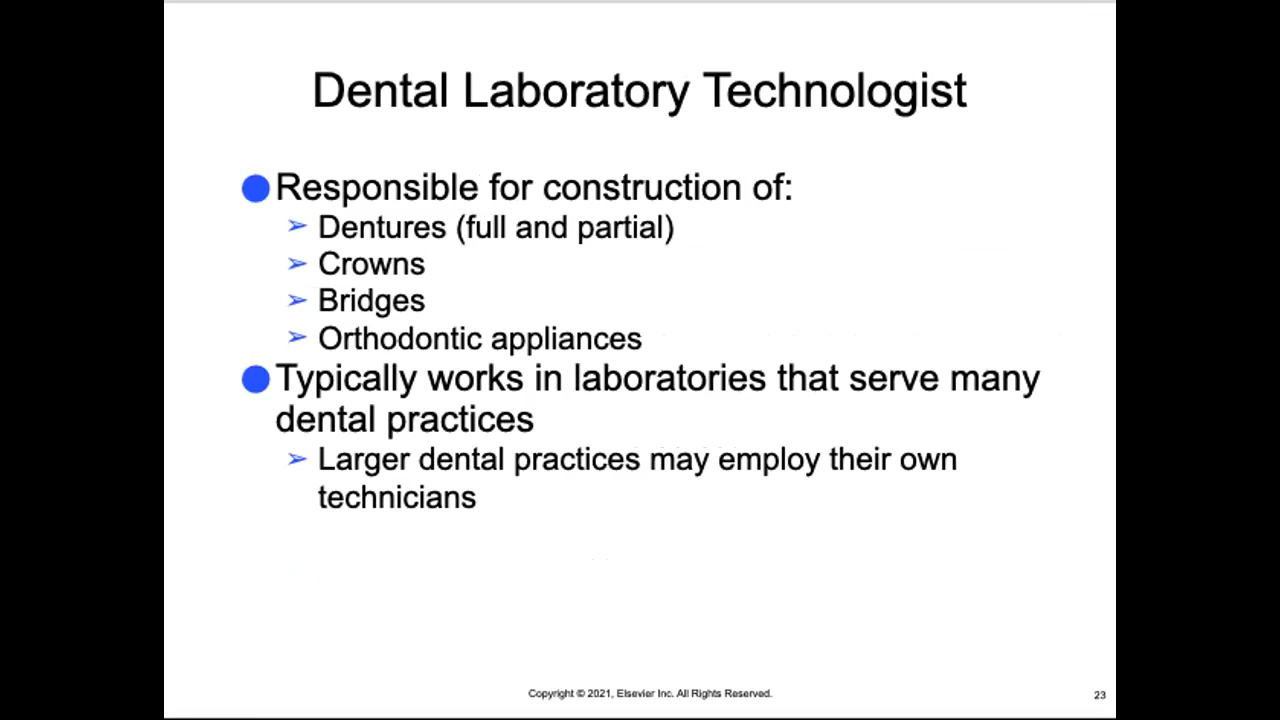 Dental Laboratory Technologist
● Responsible for construction of:
➢ Dentures (full and partial)
➢ Crowns
➢ Bridges
➢ Orthodontic appliances
● Typically works in laboratories that serve many
dental practices
➢ Larger dental practices may employ their own
technicians
Copyright © 2021, Elsevier Inc. All Rights Reserved.
23